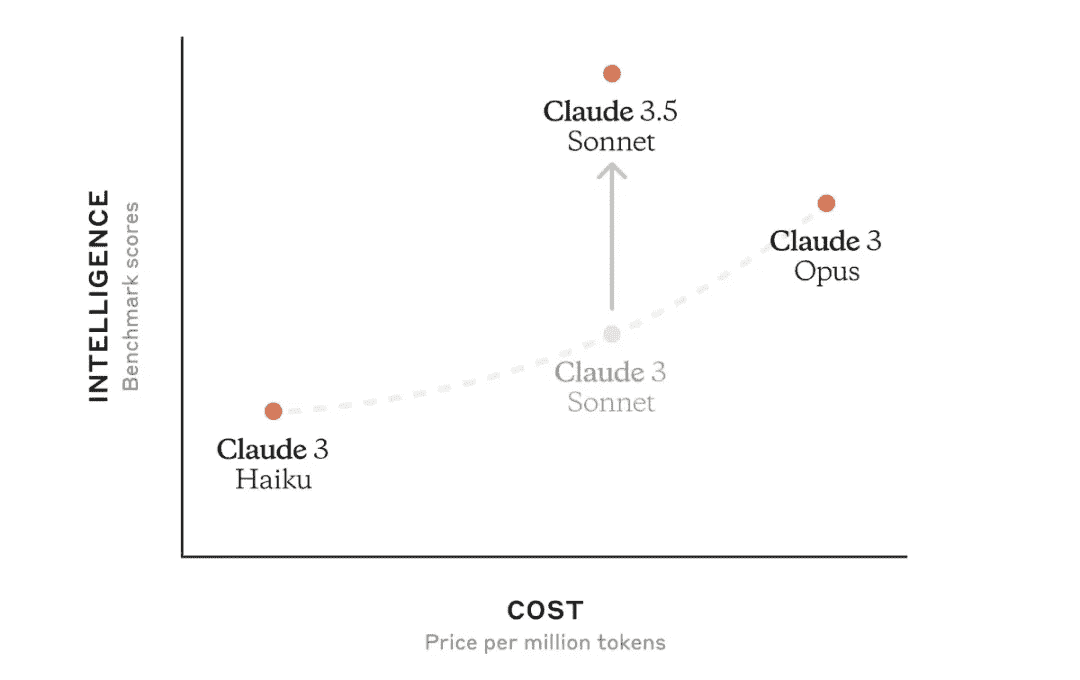 Claude 3.5
Sonnet
Claude 3
Opus
Claude 3
Sonnet
Claude 3
Haiku
INTELLIGENCE
Benchmark scores
COST
Price per million tokens